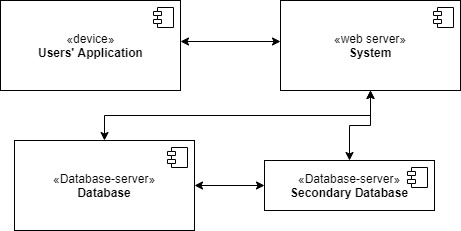 «device»
Users' Application
«web server»
System
«Database-server»
Database
«Database-server»
Secondary Database